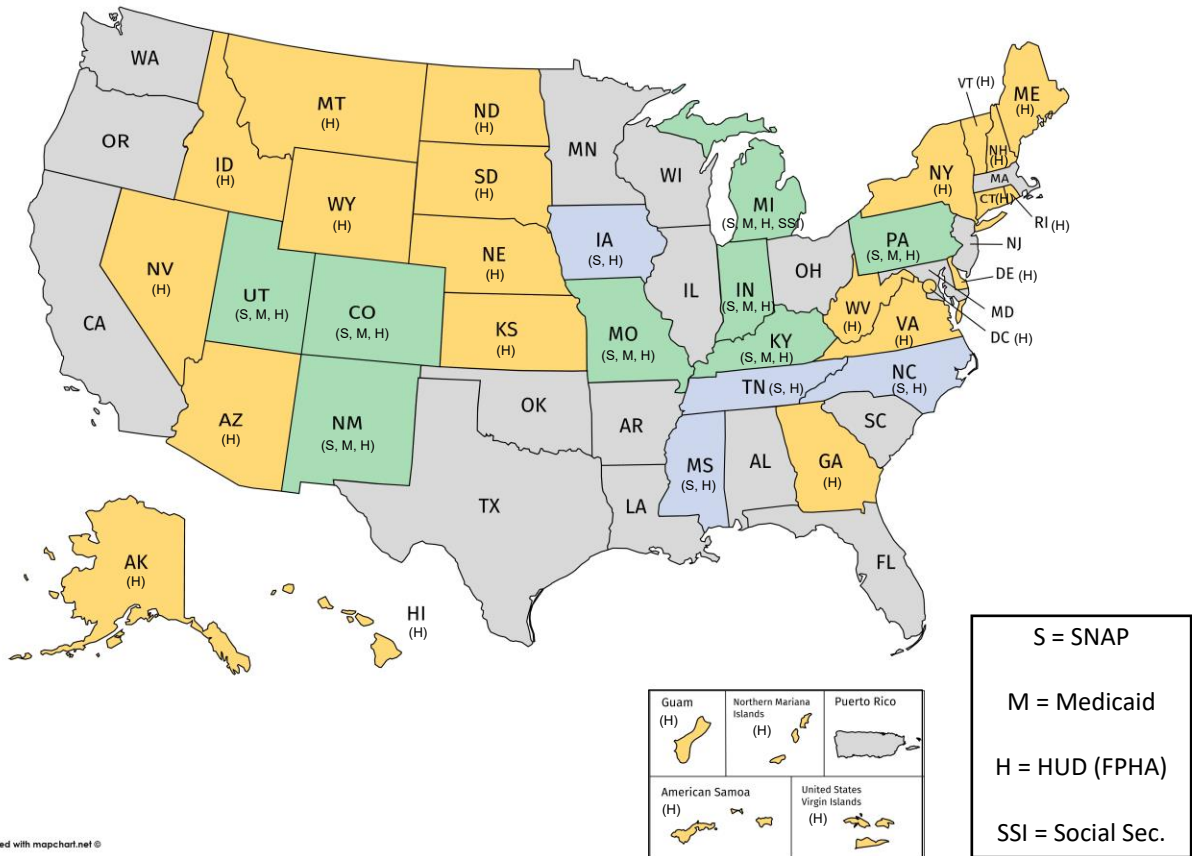 WA
MT
(H)
ND
(H)
VT (H)
ME
(H)
OR
ID
(H)
MN
WI
SD
(H)
WY
(H)
NY
(H)
NH
(H)
MA
CT(H)
RI (H)
MI
(S, M, H, SSI)
IA
(S, H)
PA
(S, M, H)
NJ
NE
(H)
NV
(H)
UT
(S, M, H)
CO
(S, M, H)
CA
IL
IN
(S, M, H)
OH
DE (H)
MD
DC (H)
WV
(H)
VA
(H)
KS
(H)
MO
(S, M, H)
KY
(S, M, H)
TN (S, H)
NC
(S, H)
AZ
(H)
NM
(S, M, H)
OK
AR
SC
MS
(S, H)
AL
GA
(H)
TX
LA
FL
AK
(H)
HI
(H)
Guam
(H)
Northern Mariana
Islands
(H)
Puerto Rico
American Samoa
(H)
United States
Virgin Islands
(H)
S = SNAP
M = Medicaid
H = HUD (FPHA)
SSI = Social Sec.
ed with mapchart.net ©